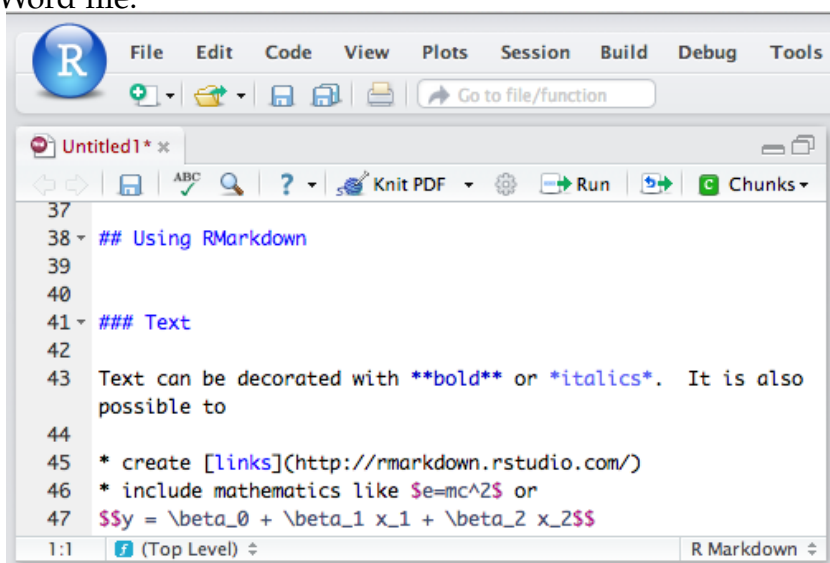 Word file.
R File Edit Code View Plots Session Build Debug Tools
Go to file/function
Untitled1* ×
ABC ? Knit PDF Run C Chunks
37
38 ## Using RMarkdown
39
40
41 ### Text
42
43 Text can be decorated with **bold** or *italics*. It is also
possible to
44
45 * create [links](http://rmarkdown.rstudio.com/)
46 * include mathematics like $e=mc^2$ or
47 $$y = \beta_0 + \beta_1 x_1 + \beta_2 x_2$$
1:1 f (Top Level) R Markdown